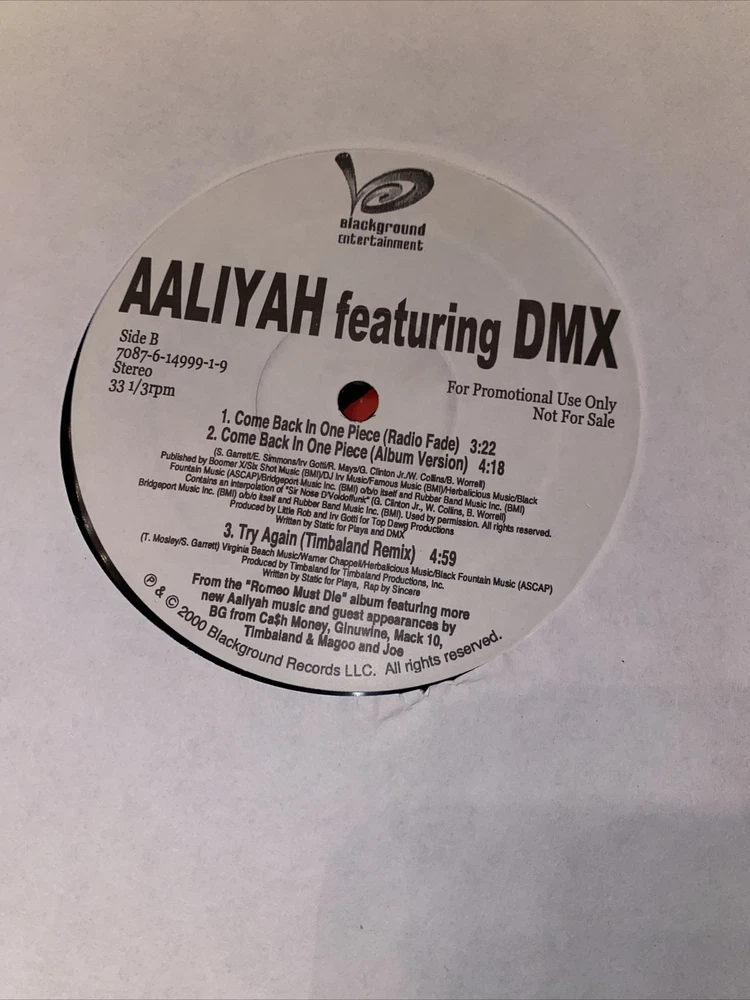 Blackground
Entertainment
AALIYAH featuring DMX
Side B
7087-6-14999-1-9
Stereo
33 1/3rpm
For Promotional Use Only
Not For Sale
1. Come Back In One Piece (Radio Fade) 3:22
2. Come Back In One Piece (Album Version) 4:18
(S. Garrett/E. Simmons/Irv Gotti/R. Mays/G. Clinton Jr./W. Collins/B. Worrell)
Published by Boomer X/Six Shot Music (BMI)/DJ Irv Music/Famous Music (BMI)/Herbalicious Music/Black
Fountain Music (ASCAP)/Bridgeport Music Inc. (BMI) o/b/o itself and Rubber Band Music Inc. (BMI)
Contains an interpolation of "Sir Nose D'Voidoffunk" (G. Clinton Jr., W. Collins, B. Worrell)
Bridgeport Music Inc. (BMI) o/b/o itself and Rubber Band Music Inc. (BMI). Used by permission. All rights reserved.
Produced by Little Rob and Irv Gotti for Top Dawg Productions
Written by Static for Playa and DMX
3. Try Again (Timbaland Remix) 4:59
(T. Mosley/S. Garrett) Virginia Beach Music/Warner Chappell/Herbalicious Music/Black Fountain Music (ASCAP)
Produced by Timbaland for Timbaland Productions, Inc.
Written by Static for Playa, Rap by Sincere
From the "Romeo Must Die" album featuring more
new Aaliyah music and guest appearances by
BG from Ca$h Money, Ginuwine, Mack 10,
Timbaland & Magoo and Joe
℗ & © 2000 Blackground Records LLC. All rights reserved.